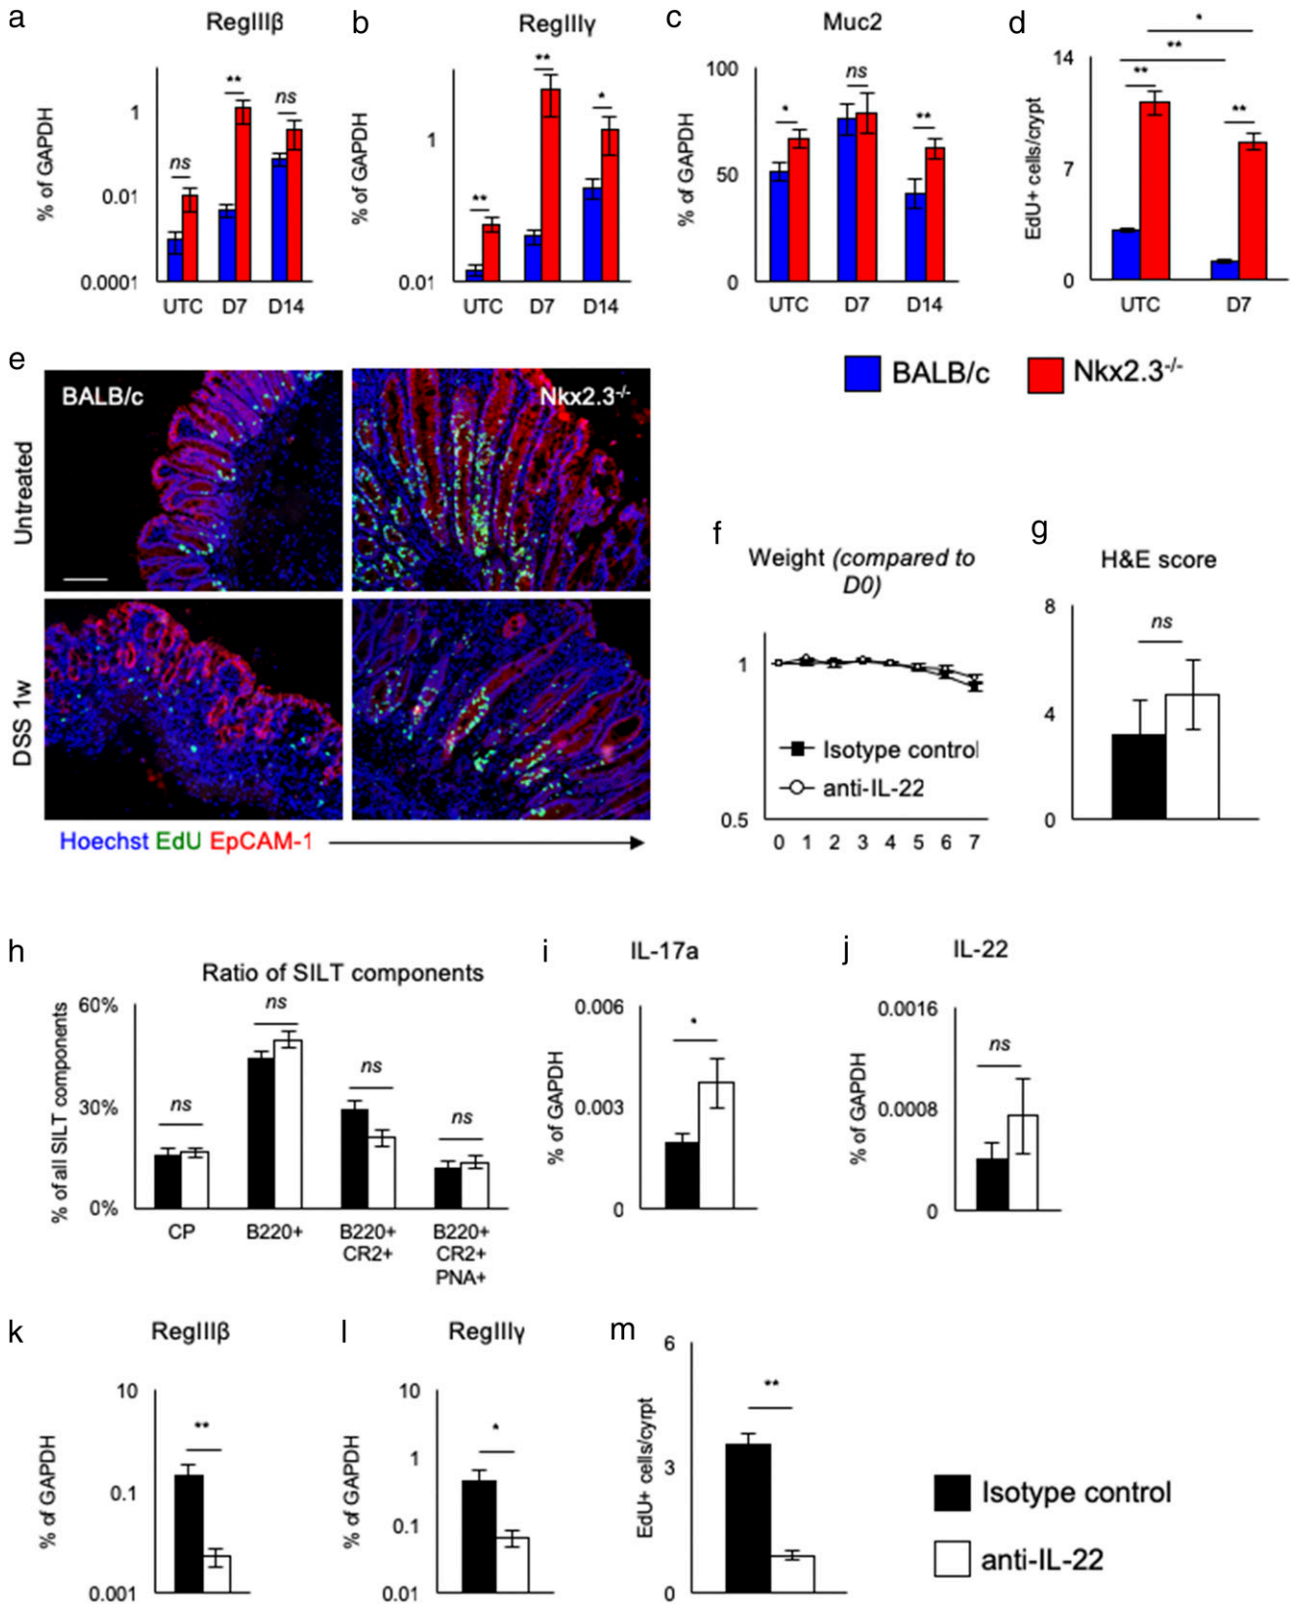 a
RegIIIβ
% of GAPDH
1
0.01
0.0001
ns
**
ns
UTC D7 D14
b
RegIIIγ
% of GAPDH
1
0.01
**
**
*
UTC D7 D14
c
Muc2
% of GAPDH
100
50
0
*
ns
**
UTC D7 D14
d
EdU+ cells/crypt
14
7
0
*
**
**
**
UTC D7
BALB/c Nkx2.3-/-
e
BALB/c
Nkx2.3-/-
Untreated
DSS 1w
Hoechst EdU EpCAM-1
f
Weight (compared to
D0)
1
0.5
Isotype control
anti-IL-22
0 1 2 3 4 5 6 7
g
H&E score
8
4
0
ns
h
Ratio of SILT components
% of all SILT components
60%
30%
0%
ns
ns
ns
ns
CP B220+ B220+ B220+
CR2+ CR2+
PNA+
i
IL-17a
% of GAPDH
0.006
0.003
0
*
j
IL-22
% of GAPDH
0.0016
0.0008
0
ns
k
RegIIIβ
% of GAPDH
10
0.1
0.001
**
l
RegIIIγ
% of GAPDH
10
1
0.1
0.01
*
m
EdU+ cells/cyrpt
6
3
0
**
Isotype control
anti-IL-22